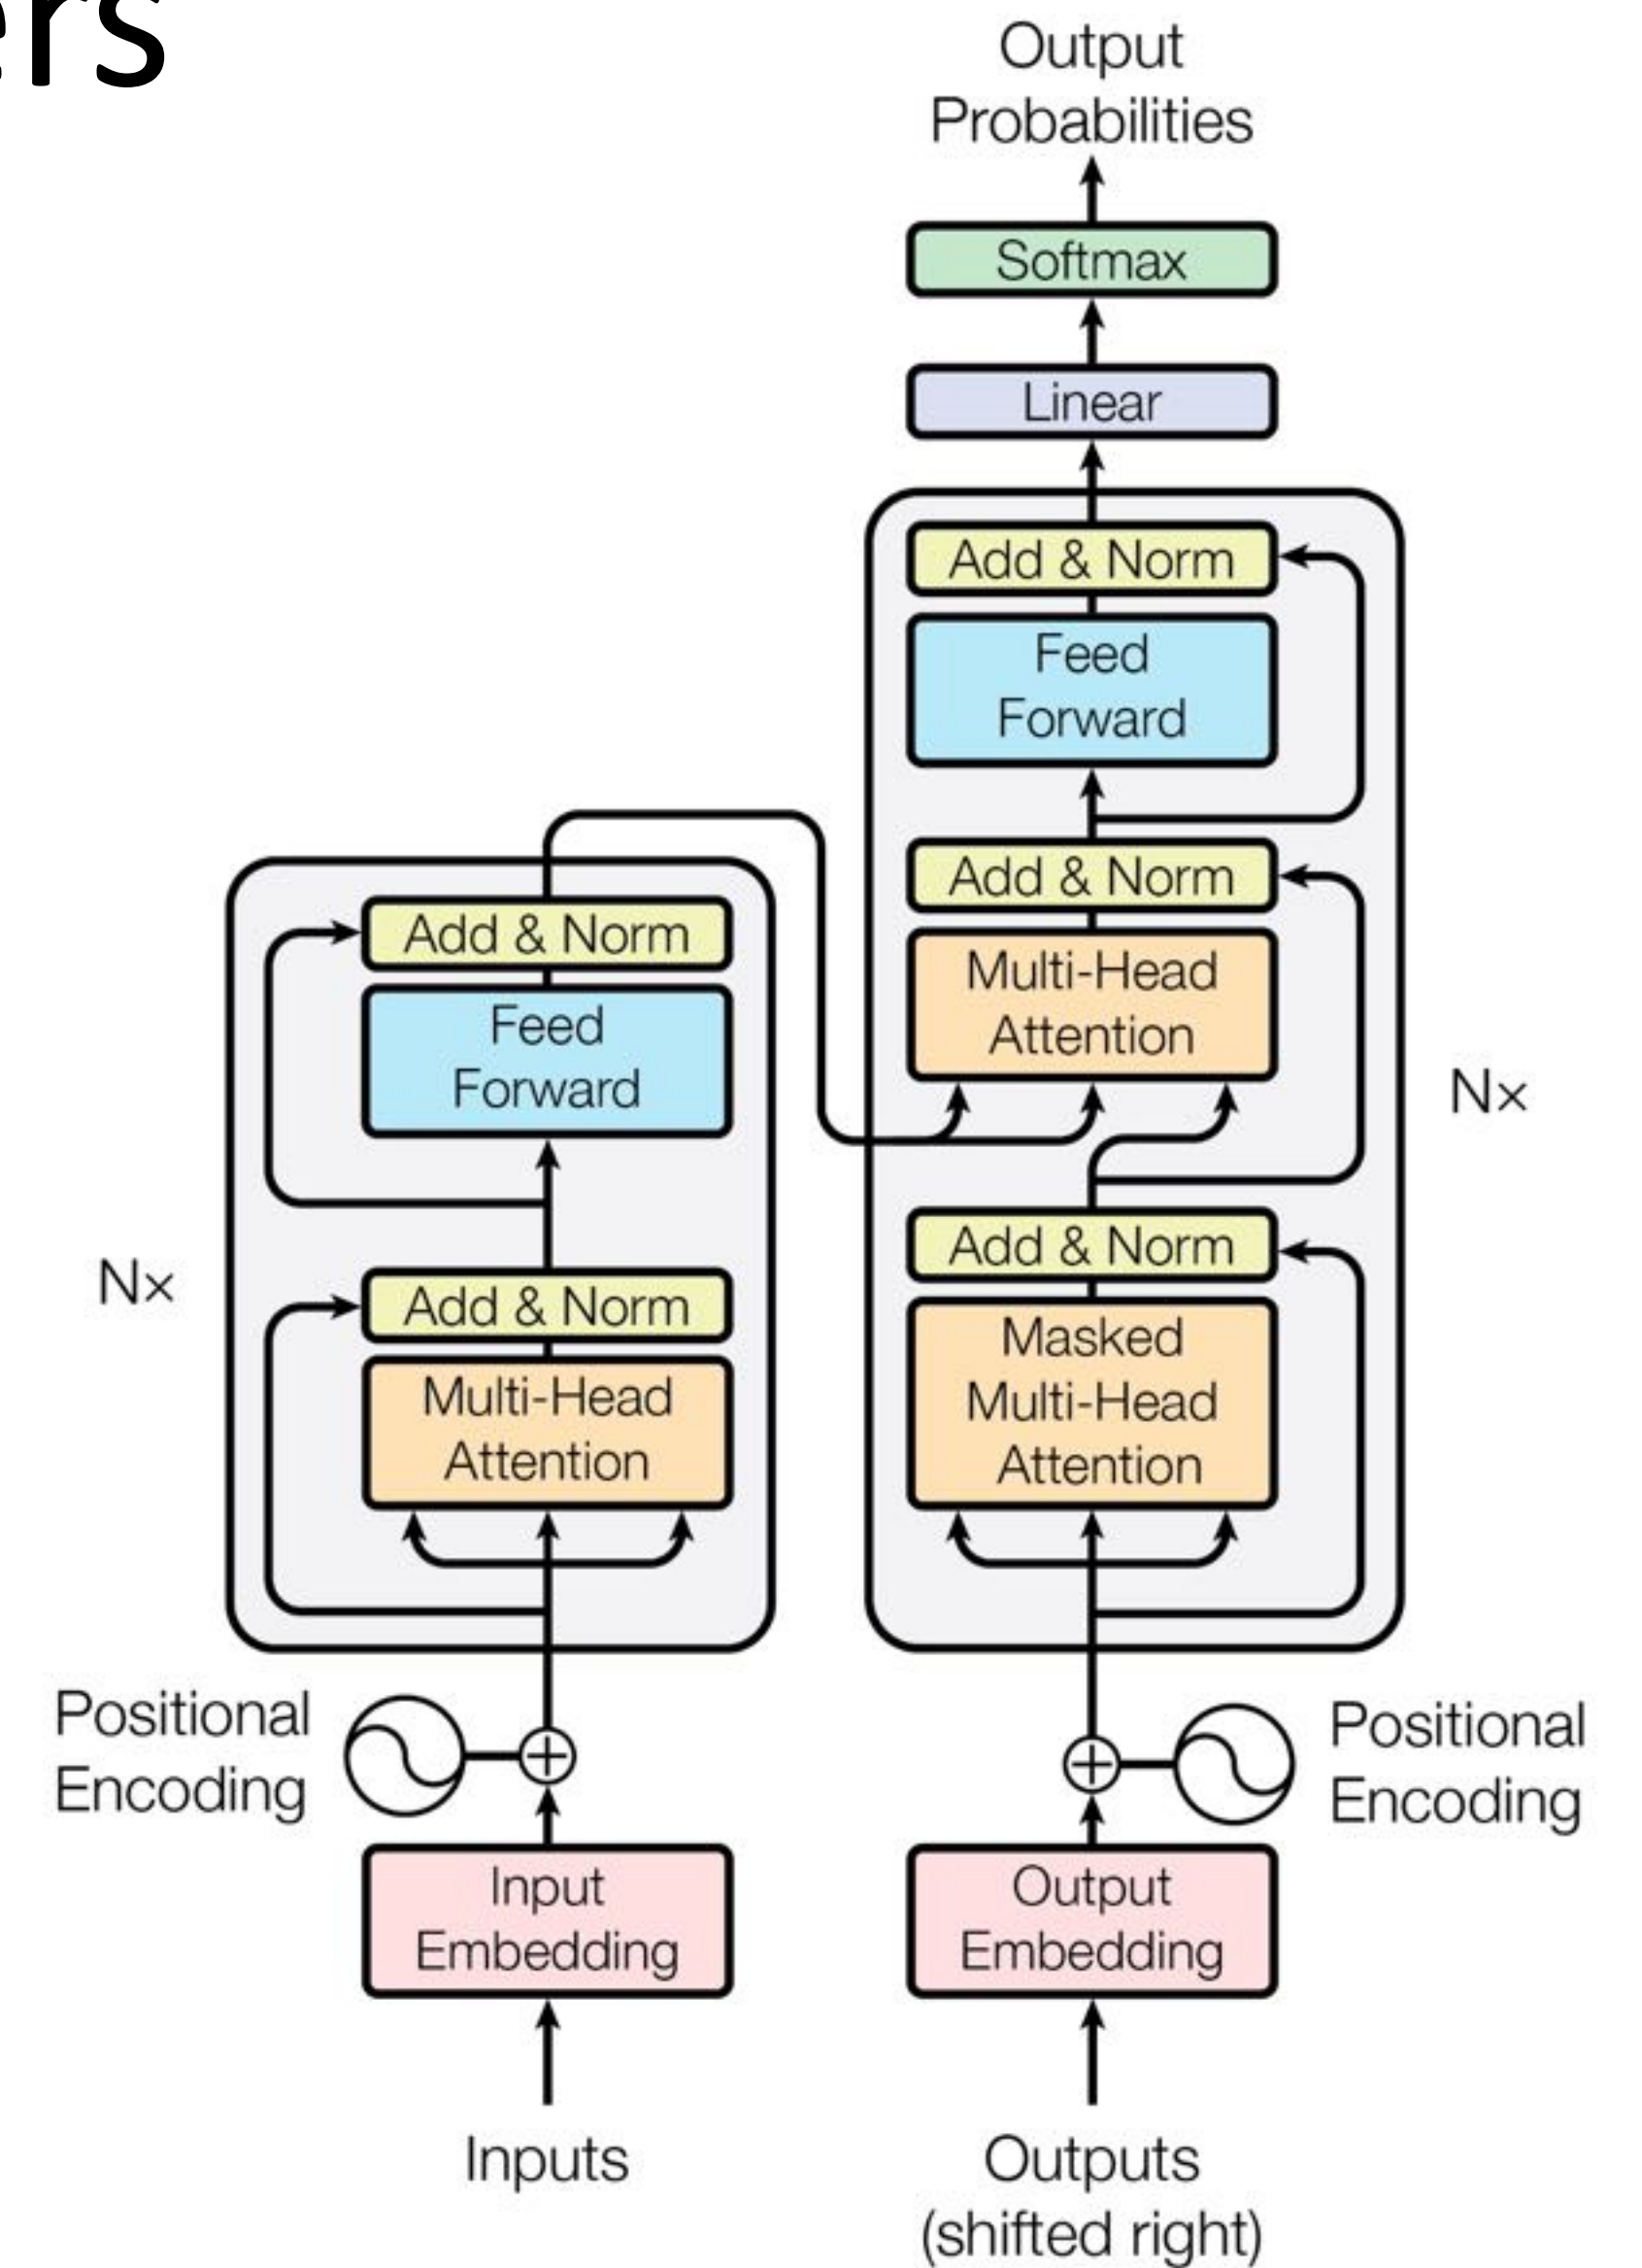 ers
Output
Probabilities
Softmax
Linear
Add & Norm
Feed
Forward
Add & Norm
Multi-Head
Attention
Nx
Add & Norm
Masked
Multi-Head
Attention
Add & Norm
Feed
Forward
Nx
Add & Norm
Multi-Head
Attention
Positional
Encoding
Positional
Encoding
Input
Embedding
Output
Embedding
Inputs
Outputs
(shifted right)